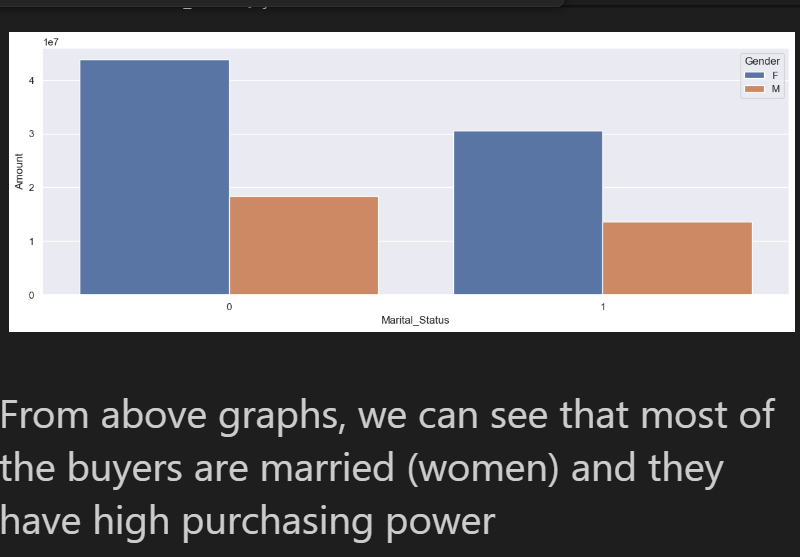 1e7
Gender
F
M
4
3
2
1
0
Amount
0 1
Marital_Status
From above graphs, we can see that most of
the buyers are married (women) and they
have high purchasing power